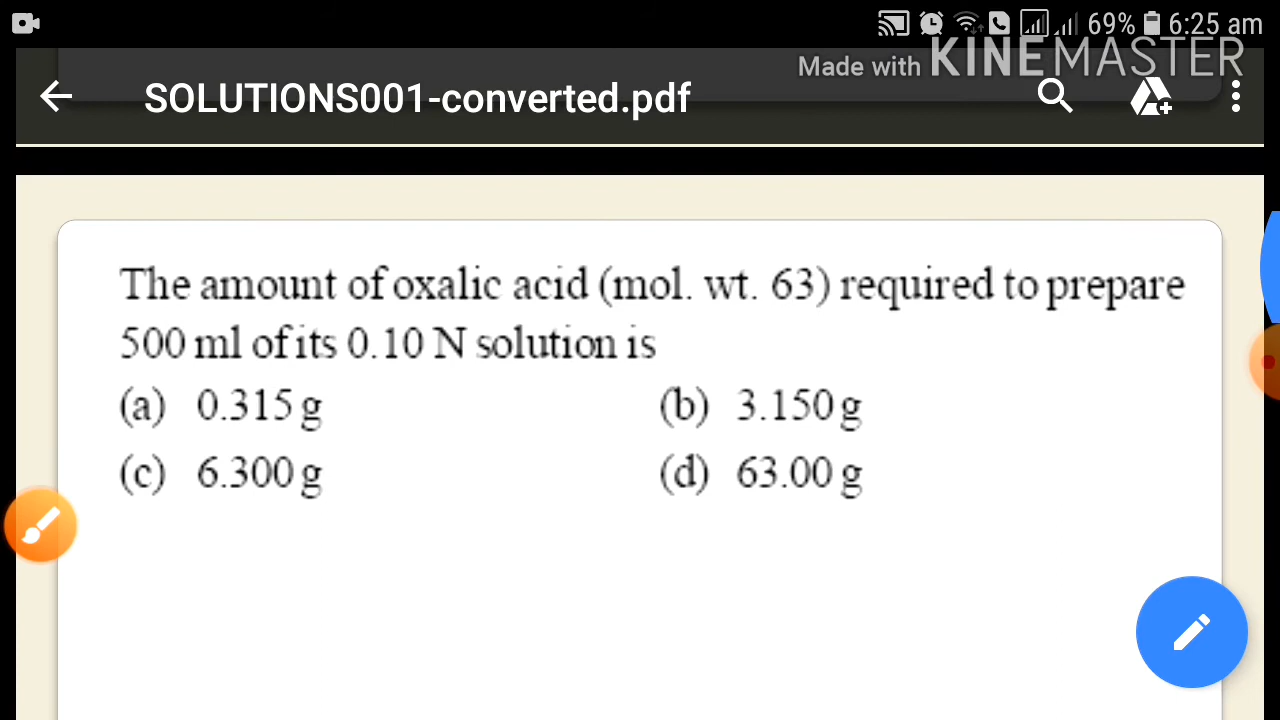 69% 6:25 am
Made with KINEMASTER
SOLUTIONS001-converted.pdf
The amount of oxalic acid (mol. wt. 63) required to prepare
500 ml of its 0.10 N solution is
(a) 0.315 g (b) 3.150 g
(c) 6.300 g (d) 63.00 g